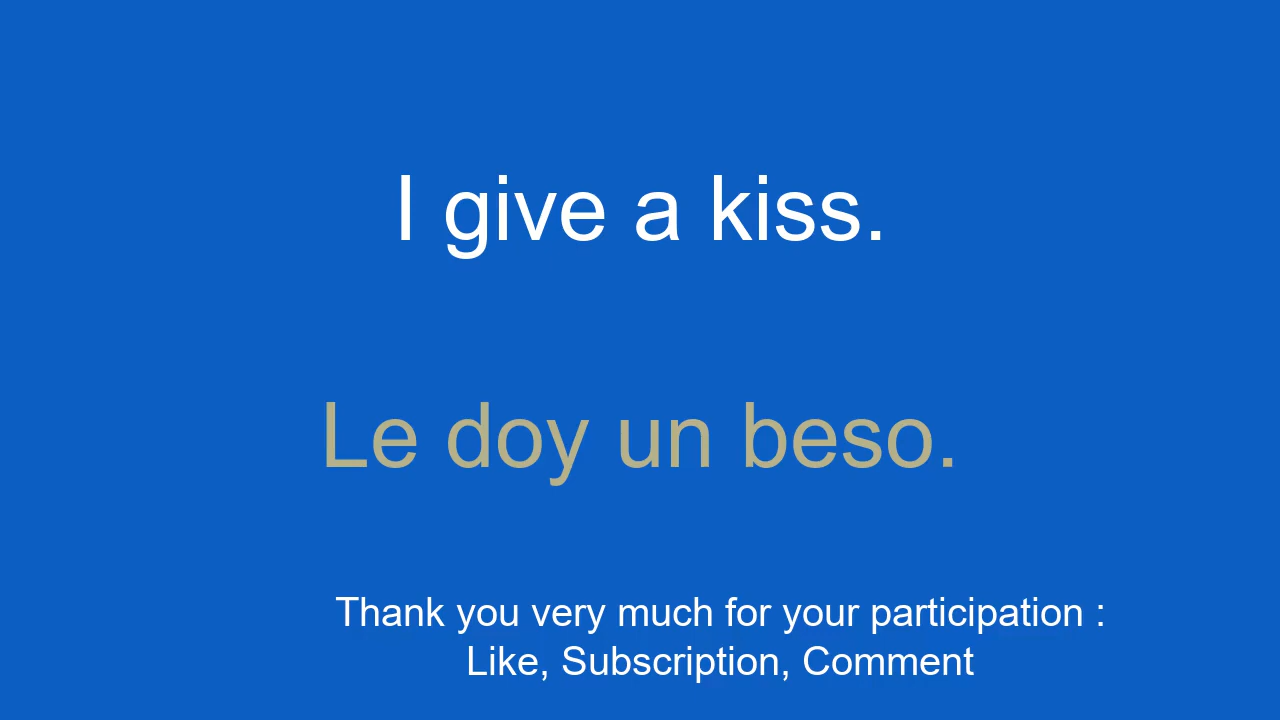 I give a kiss.
Le doy un beso.
Thank you very much for your participation :
Like, Subscription, Comment